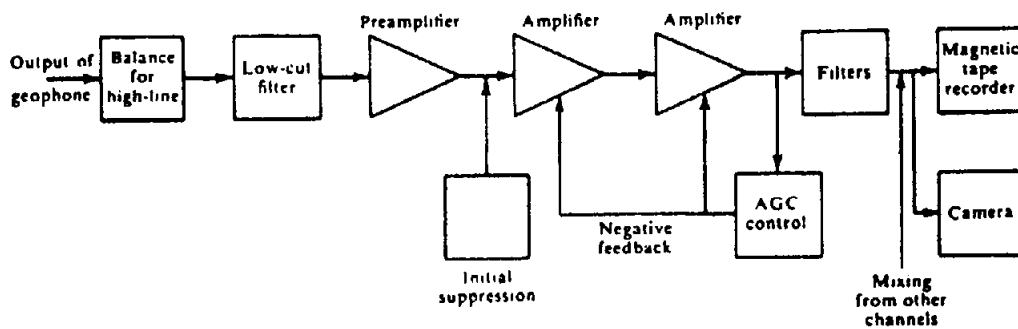 Preamplifier
Amplifier
Amplifier
Output of
geophone
Balance
for
high-line
Low-cut
filter
Filters
Magnetic
tape
recorder
AGC
control
Camera
Negative
feedback
Initial
suppression
Mixing
from other
channels